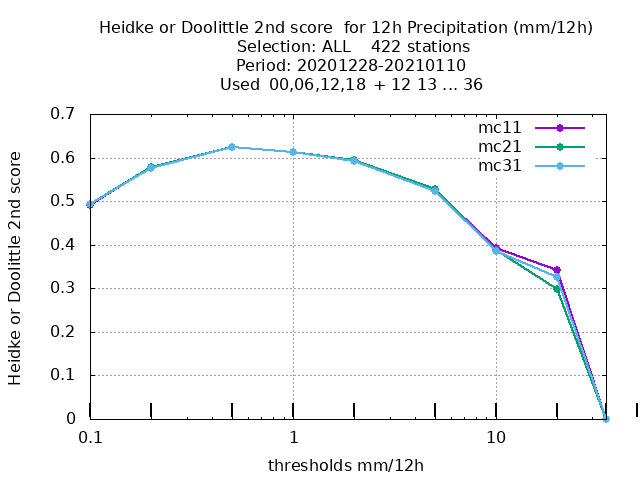 Heidke or Doolittle 2nd score  for 12h Precipitation (mm/12h)
Selection: ALL    422 stations
Period: 20201228-20210110
Used  00,06,12,18  + 12 13 ... 36
mc11
mc21
mc31
0.7
0.6
0.5
0.4
0.3
0.2
0.1
0
Heidke or Doolittle 2nd score
0.1
1
10
thresholds mm/12h